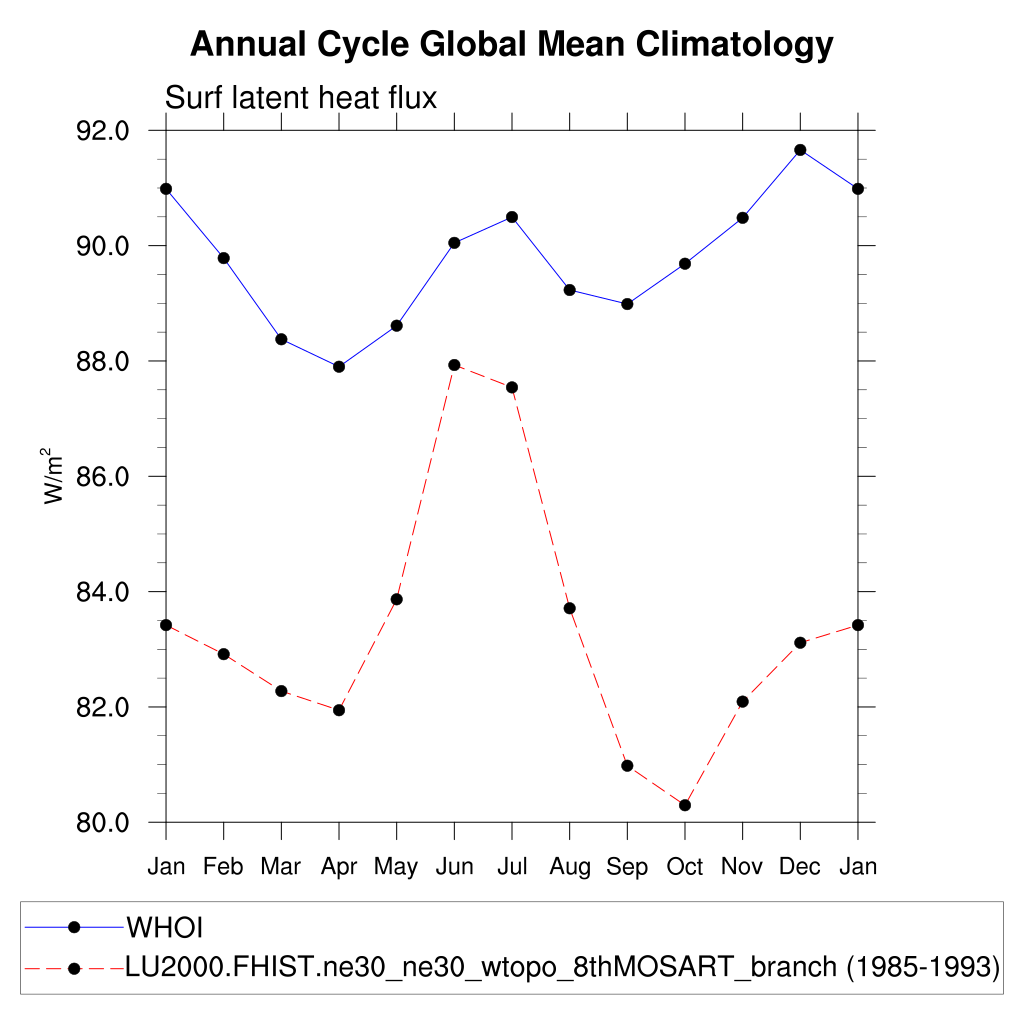 Annual Cycle Global Mean Climatology
Surf latent heat flux
92.0
90.0
88.0
86.0
84.0
82.0
80.0
W/m²
Jan Feb Mar Apr May Jun Jul Aug Sep Oct Nov Dec Jan
WHOI
LU2000.FHIST.ne30_ne30_wtopo_8thMOSART_branch (1985-1993)